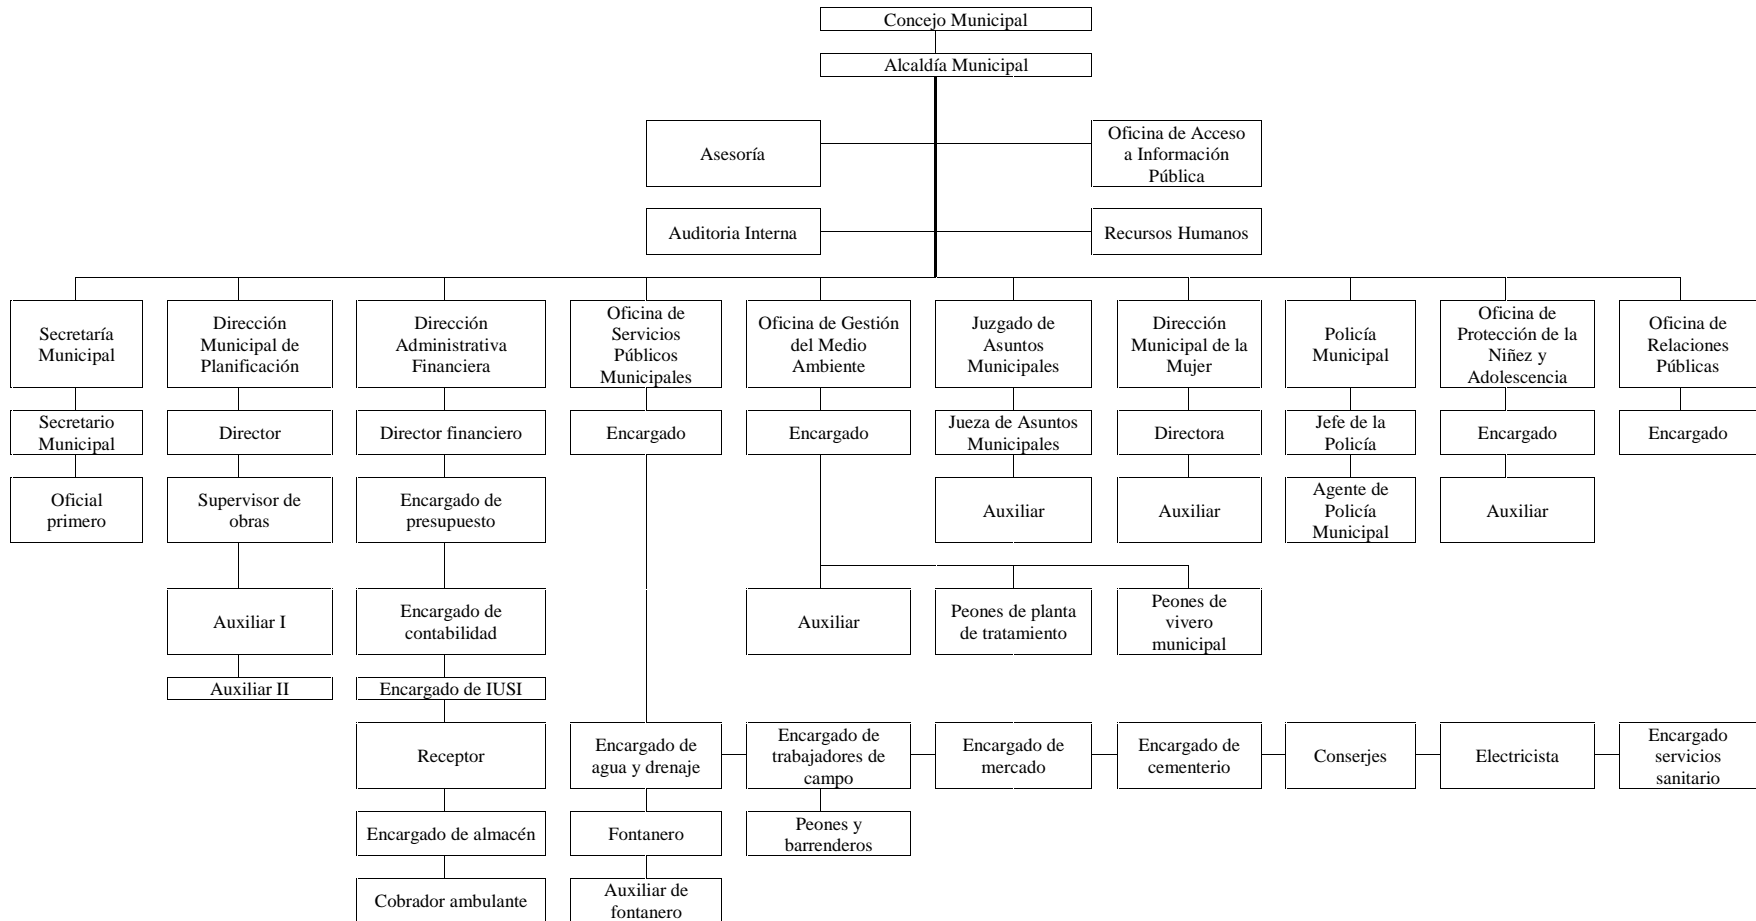 Concejo Municipal
Alcaldía Municipal
Asesoría
Oficina de Acceso
a Información
Pública
Auditoria Interna
Recursos Humanos
Secretaría
Municipal
Dirección
Municipal de
Planificación
Dirección
Administrativa
Financiera
Oficina de
Servicios
Públicos
Municipales
Oficina de Gestión
del Medio
Ambiente
Juzgado de
Asuntos
Municipales
Dirección
Municipal de la
Mujer
Policía
Municipal
Oficina de
Protección de la
Niñez y
Adolescencia
Oficina de
Relaciones
Públicas
Secretario
Municipal
Director
Director financiero
Encargado
Encargado
Jueza de Asuntos
Municipales
Directora
Jefe de la
Policía
Encargado
Encargado
Oficial
primero
Supervisor de
obras
Encargado de
presupuesto
Auxiliar
Auxiliar
Agente de
Policía
Municipal
Auxiliar
Auxiliar I
Encargado de
contabilidad
Auxiliar
Peones de planta
de tratamiento
Peones de
vivero
municipal
Auxiliar II
Encargado de IUSI
Receptor
Encargado de
agua y drenaje
Encargado de
trabajadores de
campo
Encargado de
mercado
Encargado de
cementerio
Conserjes
Electricista
Encargado
servicios
sanitario
Encargado de almacén
Fontanero
Peones y
barrenderos
Cobrador ambulante
Auxiliar de
fontanero